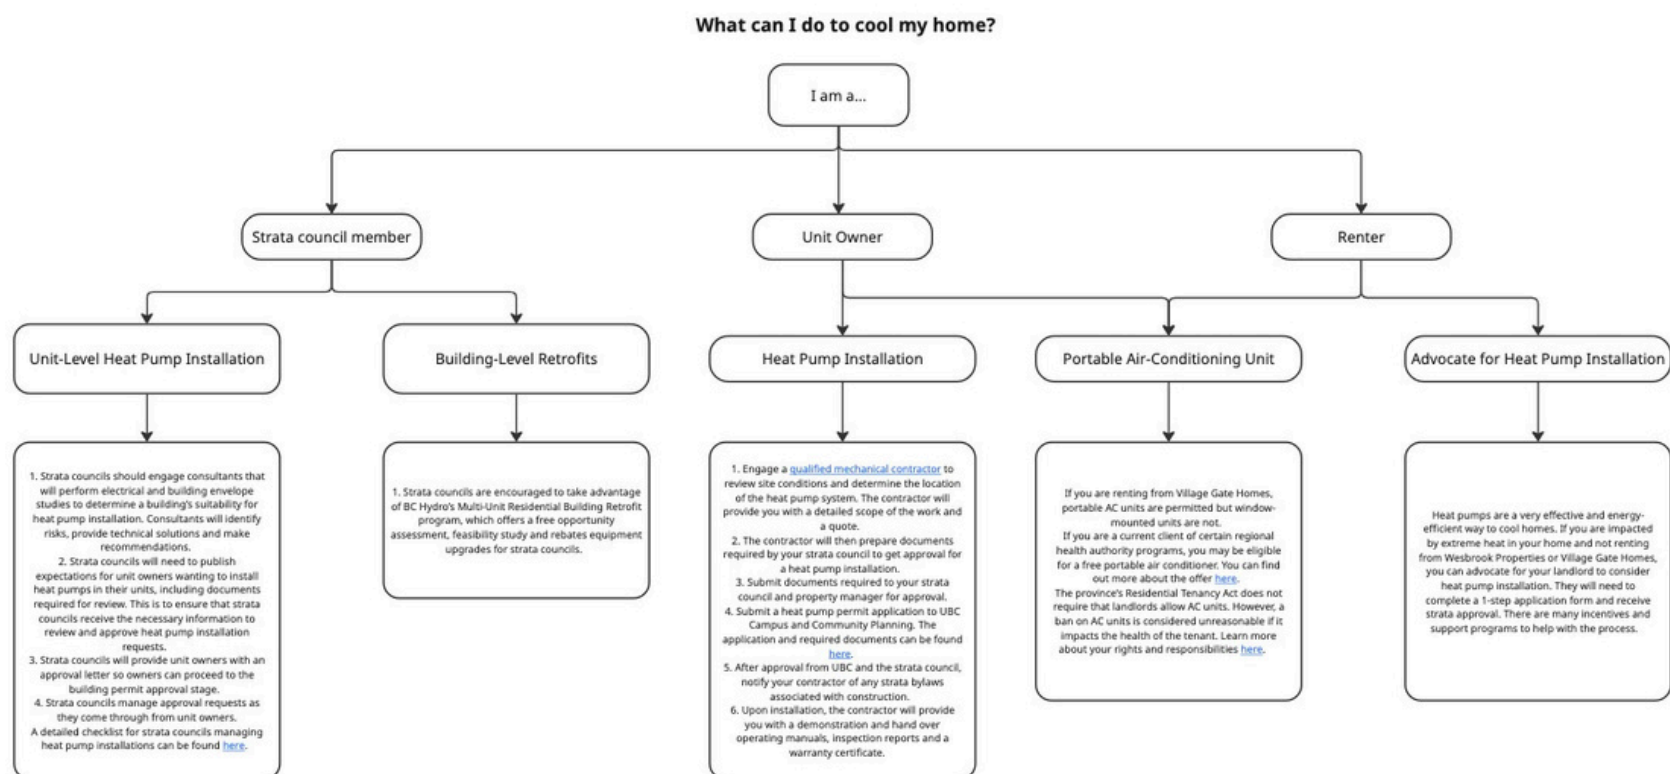 What can I do to cool my home?
I am a...
Strata council member
Unit Owner
Renter
Unit-Level Heat Pump Installation
Building-Level Retrofits
Heat Pump Installation
Portable Air-Conditioning Unit
Advocate for Heat Pump Installation
1. Strata councils should engage consultants that
will perform electrical and building envelope
studies to determine a building's suitability for
heat pump installation. Consultants will identify
risks, provide technical solutions and make
recommendations.
2. Strata councils will need to publish
expectations for unit owners wanting to install
heat pumps in their units, including documents
required for review. This is to ensure that strata
councils receive the necessary information to
review and approve heat pump installation
requests.
3. Strata councils will provide unit owners with an
approval letter so owners can proceed to the
building permit approval stage.
4. Strata councils manage approval requests as
they come through from unit owners.
A detailed checklist for strata councils managing
heat pump installations can be found here.
1. Strata councils are encouraged to take advantage
of BC Hydro's Multi-Unit Residential Building Retrofit
program, which offers a free opportunity
assessment, feasibility study and rebates equipment
upgrades for strata councils.
1. Engage a qualified mechanical contractor to
review site conditions and determine the location
of the heat pump system. The contractor will
provide you with a detailed scope of the work and
a quote.
2. The contractor will then prepare documents
required by your strata council to get approval for
a heat pump installation.
3. Submit documents required to your strata
council and property manager for approval.
4. Submit a heat pump permit application to UBC
Campus and Community Planning. The
application and required documents can be found
here.
5. After approval from UBC and the strata council,
notify your contractor of any strata bylaws
associated with construction.
6. Upon installation, the contractor will provide
you with a demonstration and hand over
operating manuals, inspection reports and a
warranty certificate.
If you are renting from Village Gate Homes,
portable AC units are permitted but window-
mounted units are not.
If you are a current client of certain regional
health authority programs, you may be eligible
for a free portable air conditioner. You can find
out more about the offer here.
The province's Residential Tenancy Act does not
require that landlords allow AC units. However, a
ban on AC units is considered unreasonable if it
impacts the health of the tenant. Learn more
about your rights and responsibilities here.
Heat pumps are a very effective and energy-
efficient way to cool homes. If you are impacted
by extreme heat in your home and not renting
from Wesbrook Properties or Village Gate Homes,
you can advocate for your landlord to consider
heat pump installation. They will need to
complete a 1-step application form and receive
strata approval. There are many incentives and
support programs to help with the process.